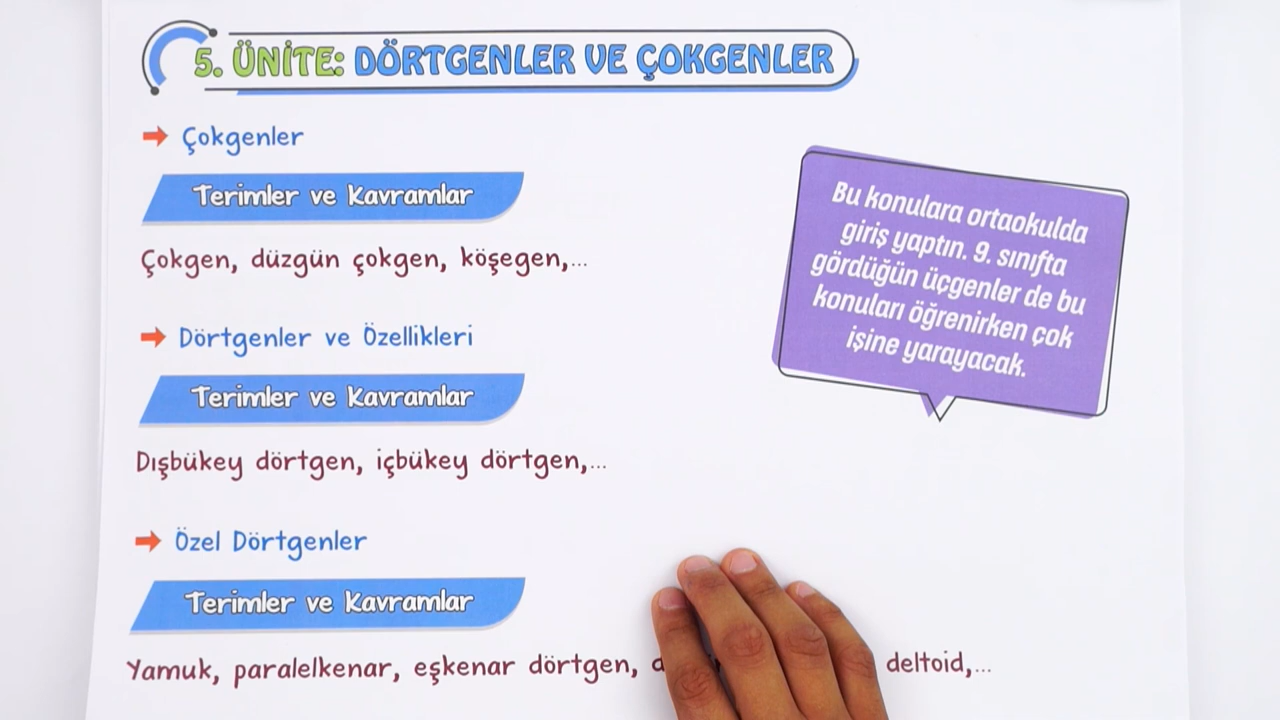 5. ÜNİTE: DÖRTGENLER VE ÇOKGENLER
Çokgenler
Terimler ve Kavramlar
Çokgen, düzgün çokgen, köşegen,...
Dörtgenler ve Özellikleri
Terimler ve Kavramlar
Dışbükey dörtgen, içbükey dörtgen,...
Özel Dörtgenler
Terimler ve Kavramlar
Yamuk, paralelkenar, eşkenar dörtgen, deltoid,...
Bu konulara ortaokulda
giriş yaptın. 9. sınıfta
gördüğün üçgenler de bu
konuları öğrenirken çok
işine yarayacak.